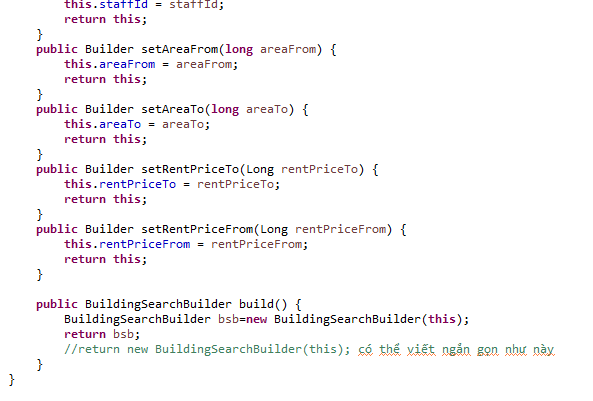 this.staffId = staffId;
return this;
}
public Builder setAreaFrom(long areaFrom) {
this.areaFrom = areaFrom;
return this;
}
public Builder setAreaTo(long areaTo) {
this.areaTo = areaTo;
return this;
}
public Builder setRentPriceTo(Long rentPriceTo) {
this.rentPriceTo = rentPriceTo;
return this;
}
public Builder setRentPriceFrom(Long rentPriceFrom) {
this.rentPriceFrom = rentPriceFrom;
return this;
}
public BuildingSearchBuilder build() {
BuildingSearchBuilder bsb=new BuildingSearchBuilder(this);
return bsb;
//return new BuildingSearchBuilder(this); có thể viết ngắn gọn như này
}
}